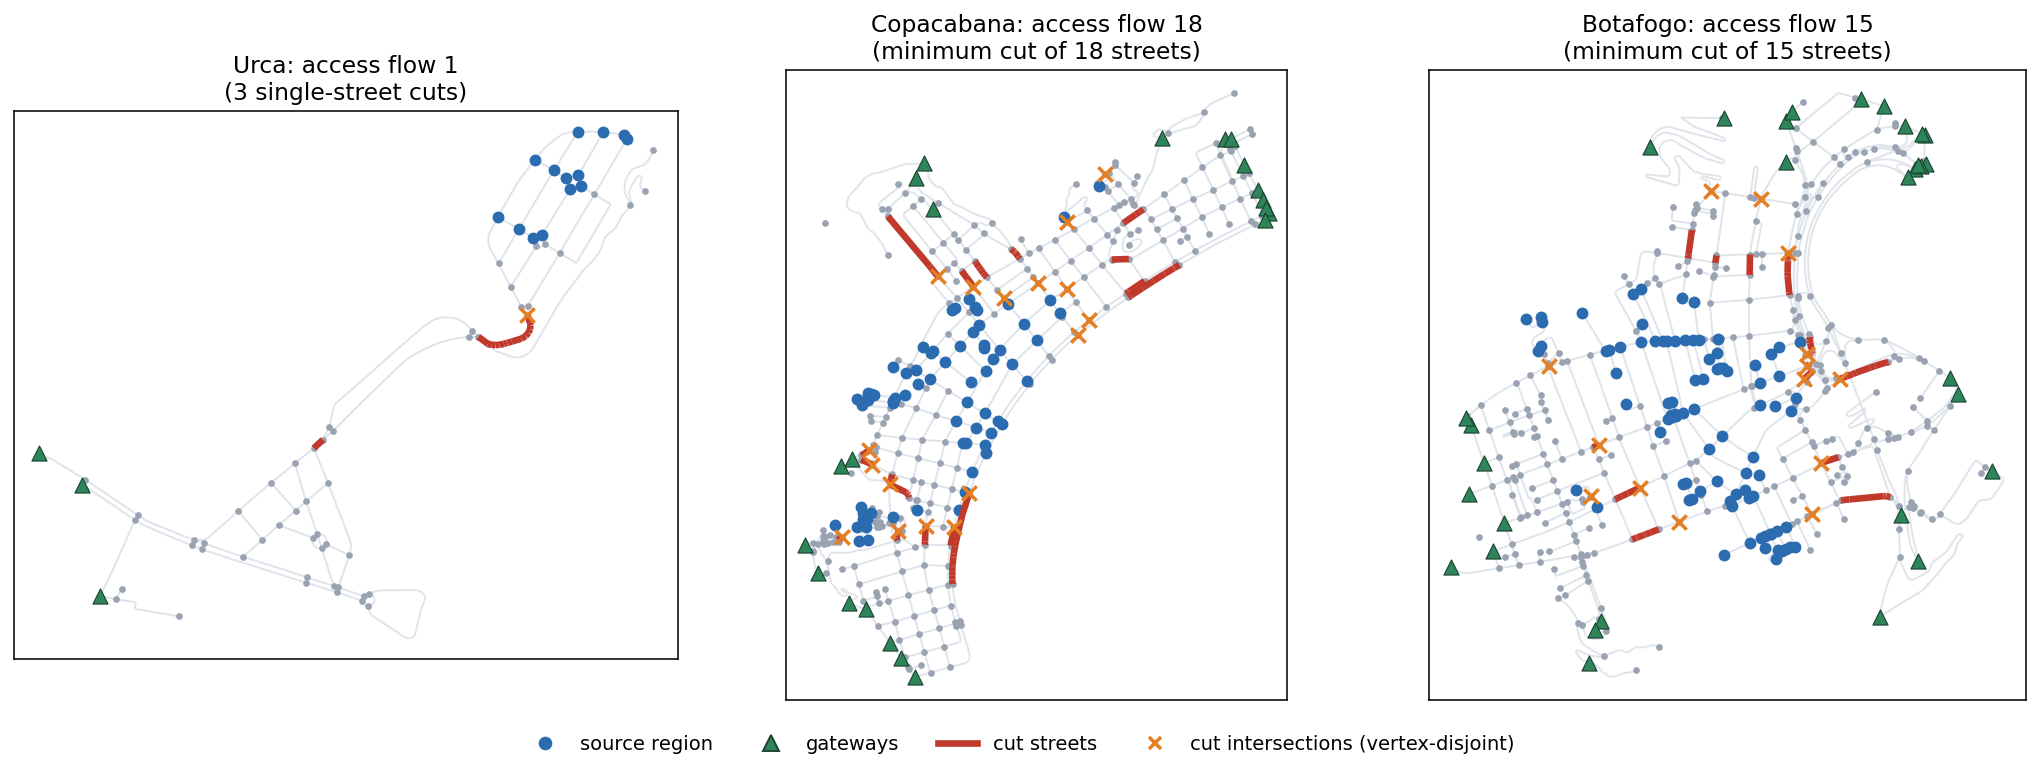 Urca: access flow 1
(3 single-street cuts)
Copacabana: access flow 18
(minimum cut of 18 streets)
Botafogo: access flow 15
(minimum cut of 15 streets)
source region
gateways
cut streets
cut intersections (vertex-disjoint)